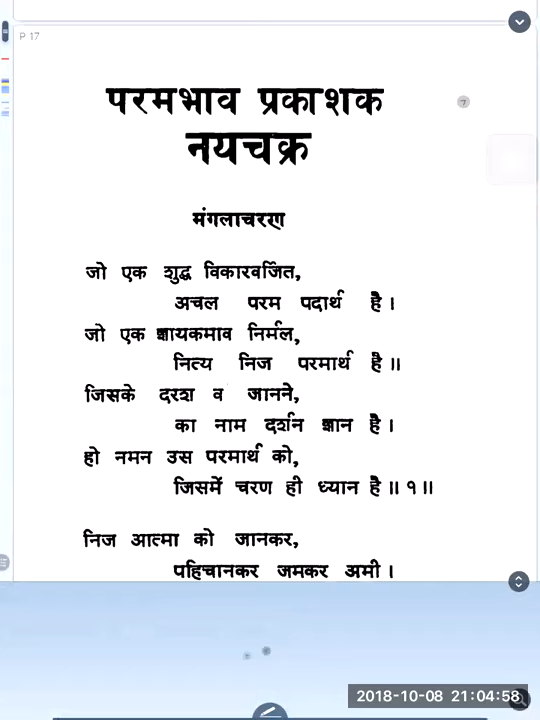 P 17
परमभाव प्रकाशक
नयचक्र
मंगलाचरण
जो एक शुद्ध विकारवर्जित,
अचल परम पदार्थ है।
जो एक ज्ञायकभाव निर्मल,
नित्य निज परमार्थ है॥
जिसके दरश व जानने,
का नाम दर्शन ज्ञान है।
हो नमन उस परमार्थ को,
जिसमें चरण ही ध्यान है॥१॥
निज आत्मा को जानकर,
पहिचानकर जमकर अभी।
2018-10-08 21:04:58